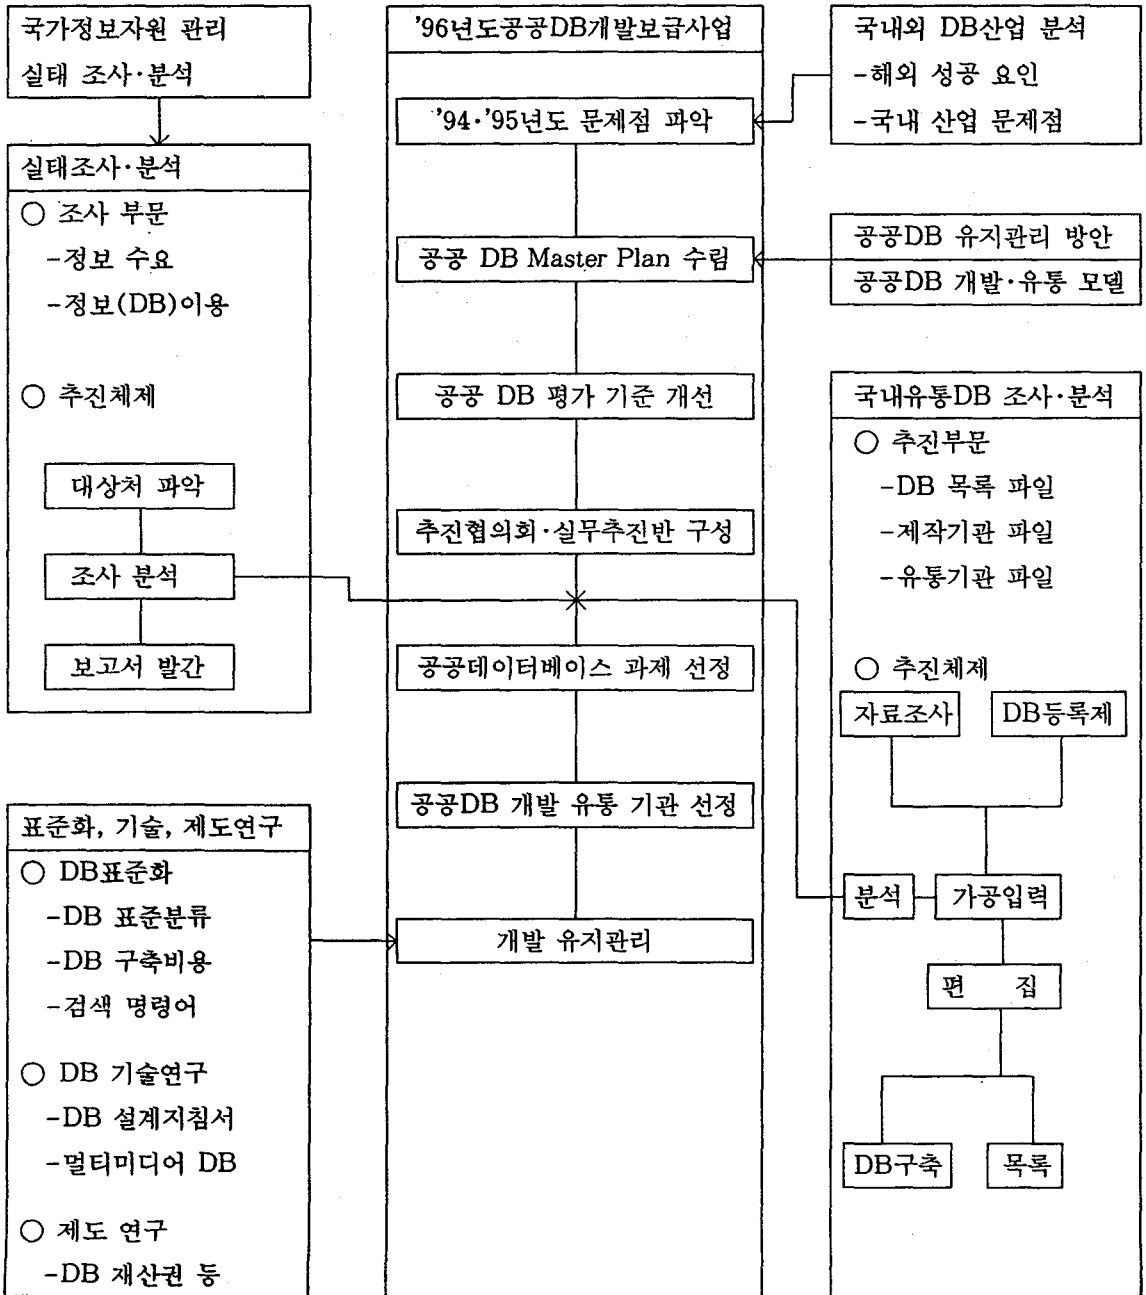 국가정보자원 관리
실태 조사·분석
실태조사·분석
○ 조사 부문
-정보 수요
-정보(DB)이용
○ 추진체제
대상처 파악
조사 분석
보고서 발간
표준화, 기술, 제도연구
○ DB표준화
-DB 표준분류
-DB 구축비용
-검색 명령어
○ DB 기술연구
-DB 설계지침서
-멀티미디어 DB
○ 제도 연구
-DB 재산권 등
'96년도공공DB개발보급사업
'94·'95년도 문제점 파악
공공 DB Master Plan 수립
공공 DB 평가 기준 개선
추진협의회·실무추진반 구성
공공데이터베이스 과제 선정
공공DB 개발 유통 기관 선정
개발 유지관리
국내외 DB산업 분석
-해외 성공 요인
-국내 산업 문제점
공공DB 유지관리 방안
공공DB 개발·유통 모델
국내유통DB 조사·분석
○ 추진부문
-DB 목록 파일
-제작기관 파일
-유통기관 파일
○ 추진체제
자료조사 DB등록제
분석 가공입력
편 집
DB구축 목록